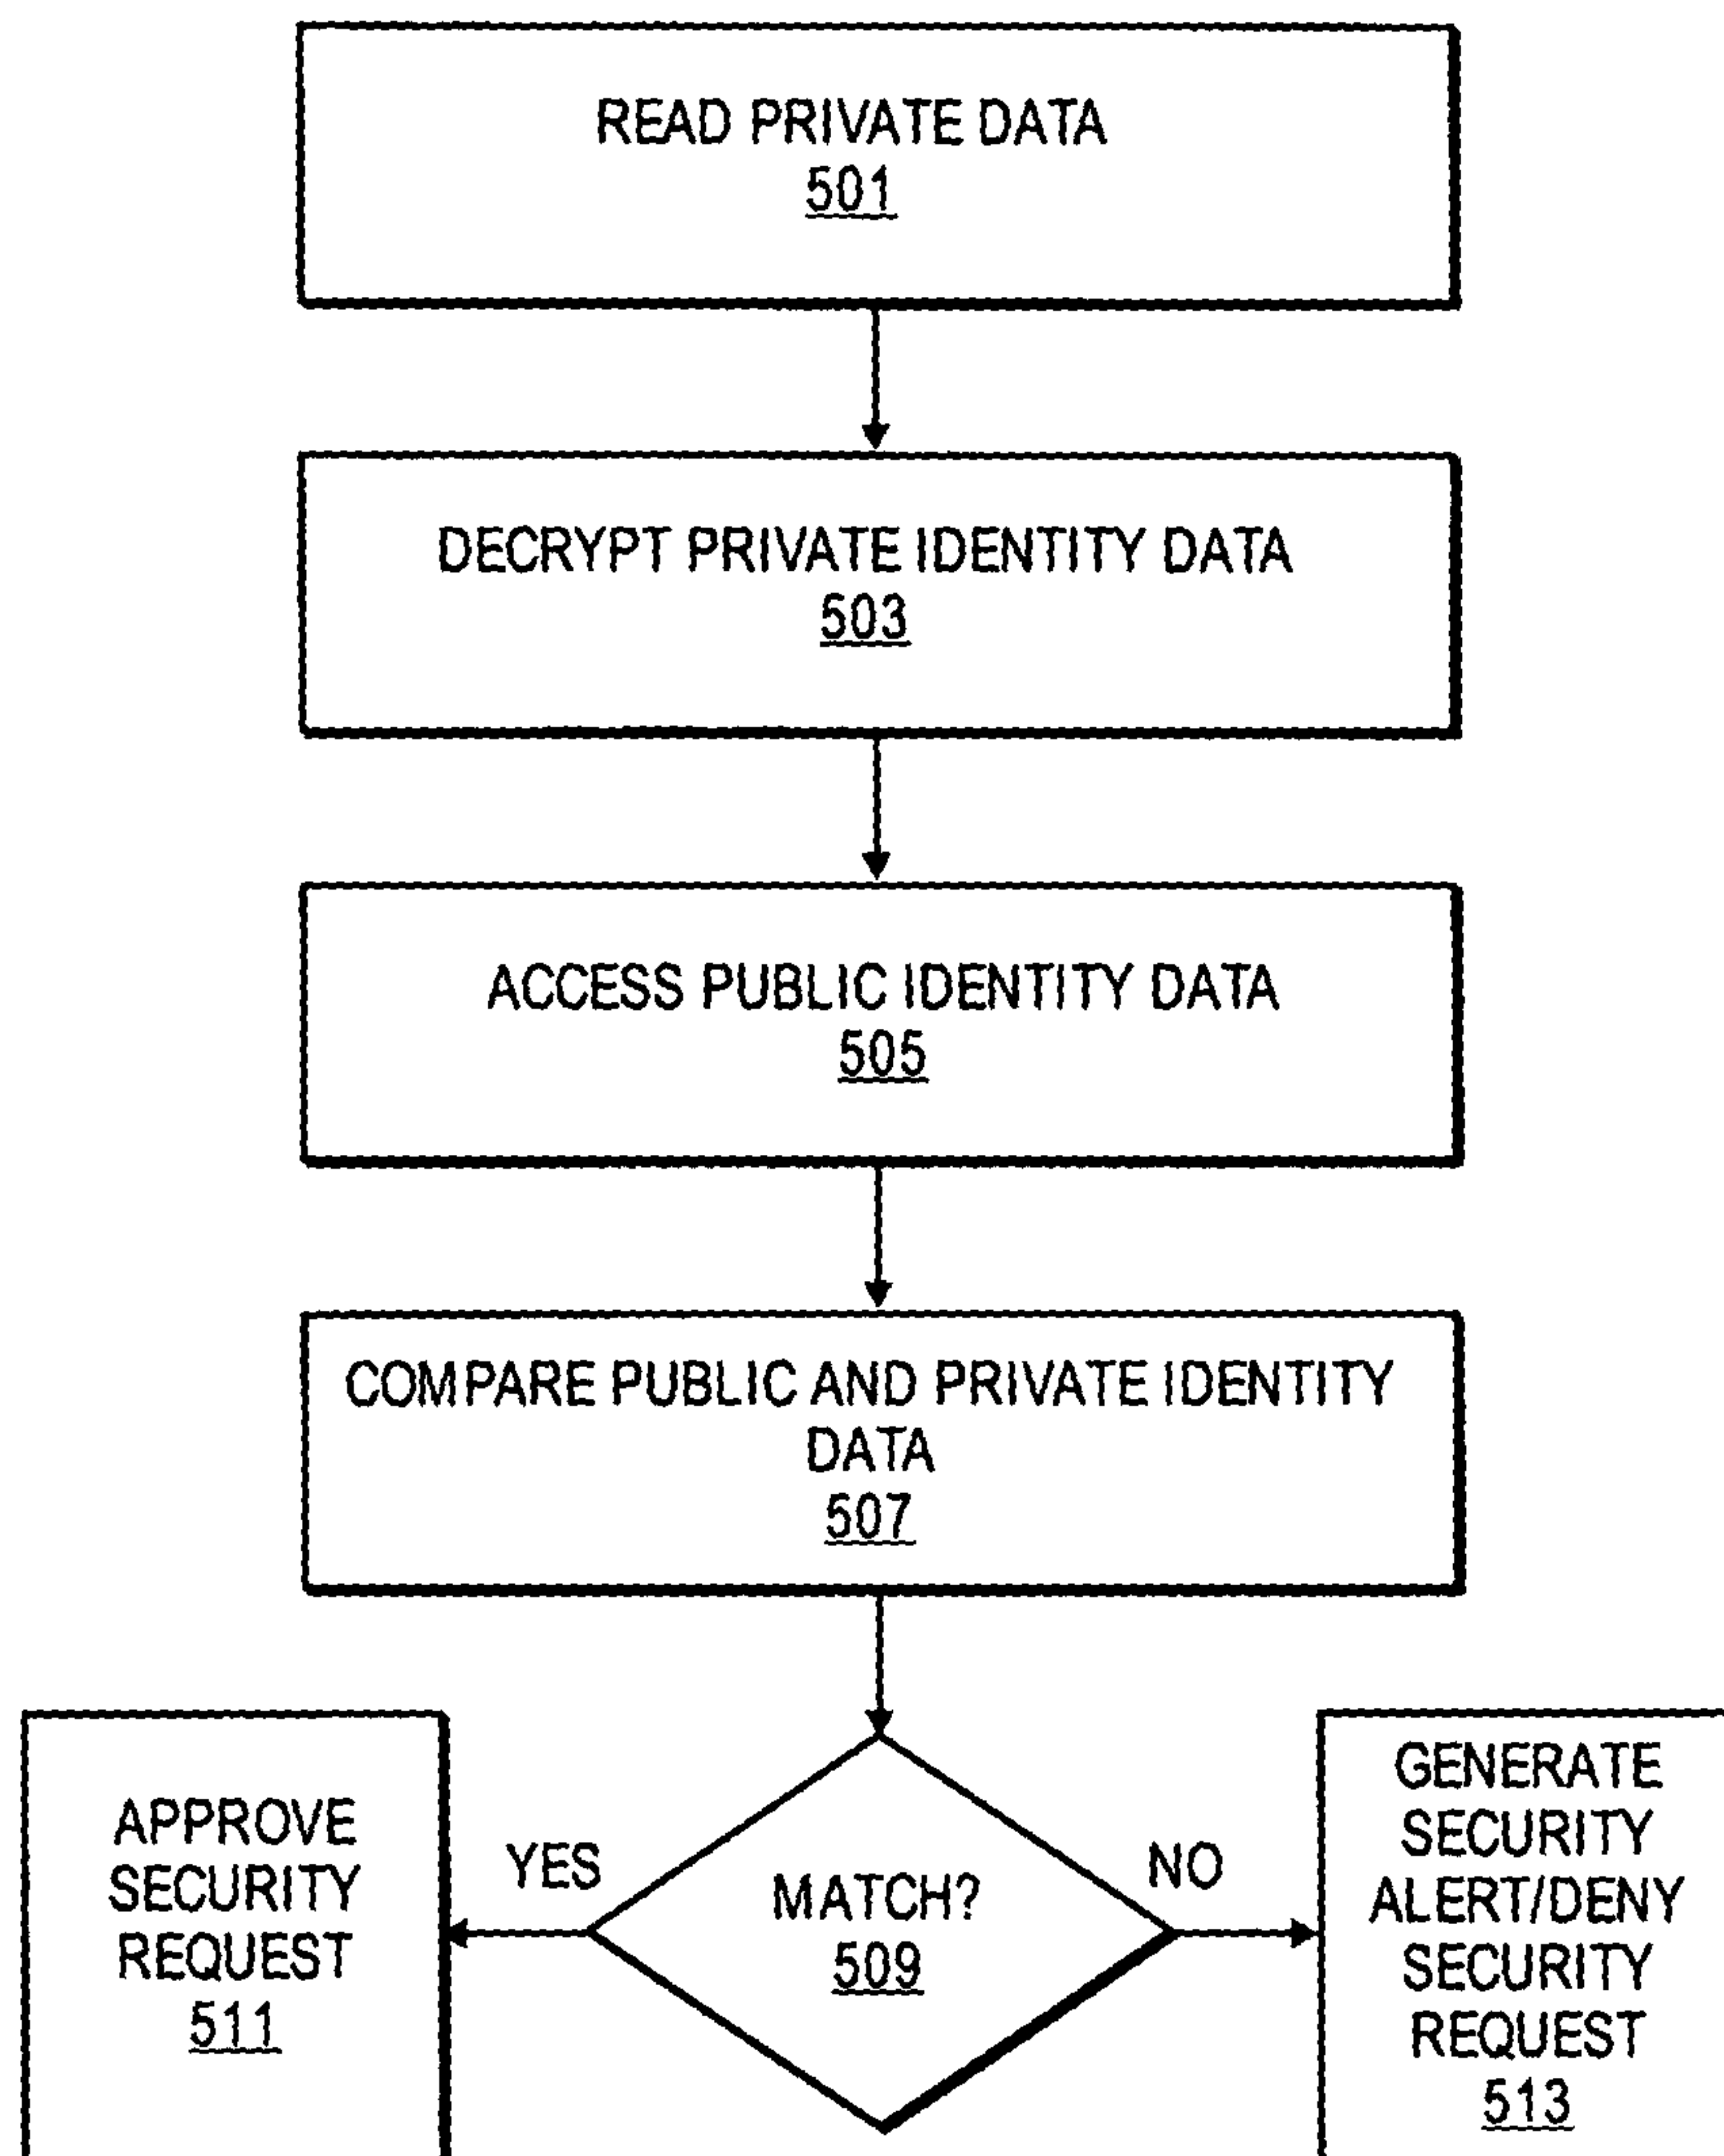 READ PRIVATE DATA
501
DECRYPT PRIVATE IDENTITY DATA
503
ACCESS PUBLIC IDENTITY DATA
505
COMPARE PUBLIC AND PRIVATE IDENTITY
DATA
507
APPROVE
SECURITY
REQUEST
511
YES
MATCH?
509
NO
GENERATE
SECURITY
ALERT/DENY
SECURITY
REQUEST
513